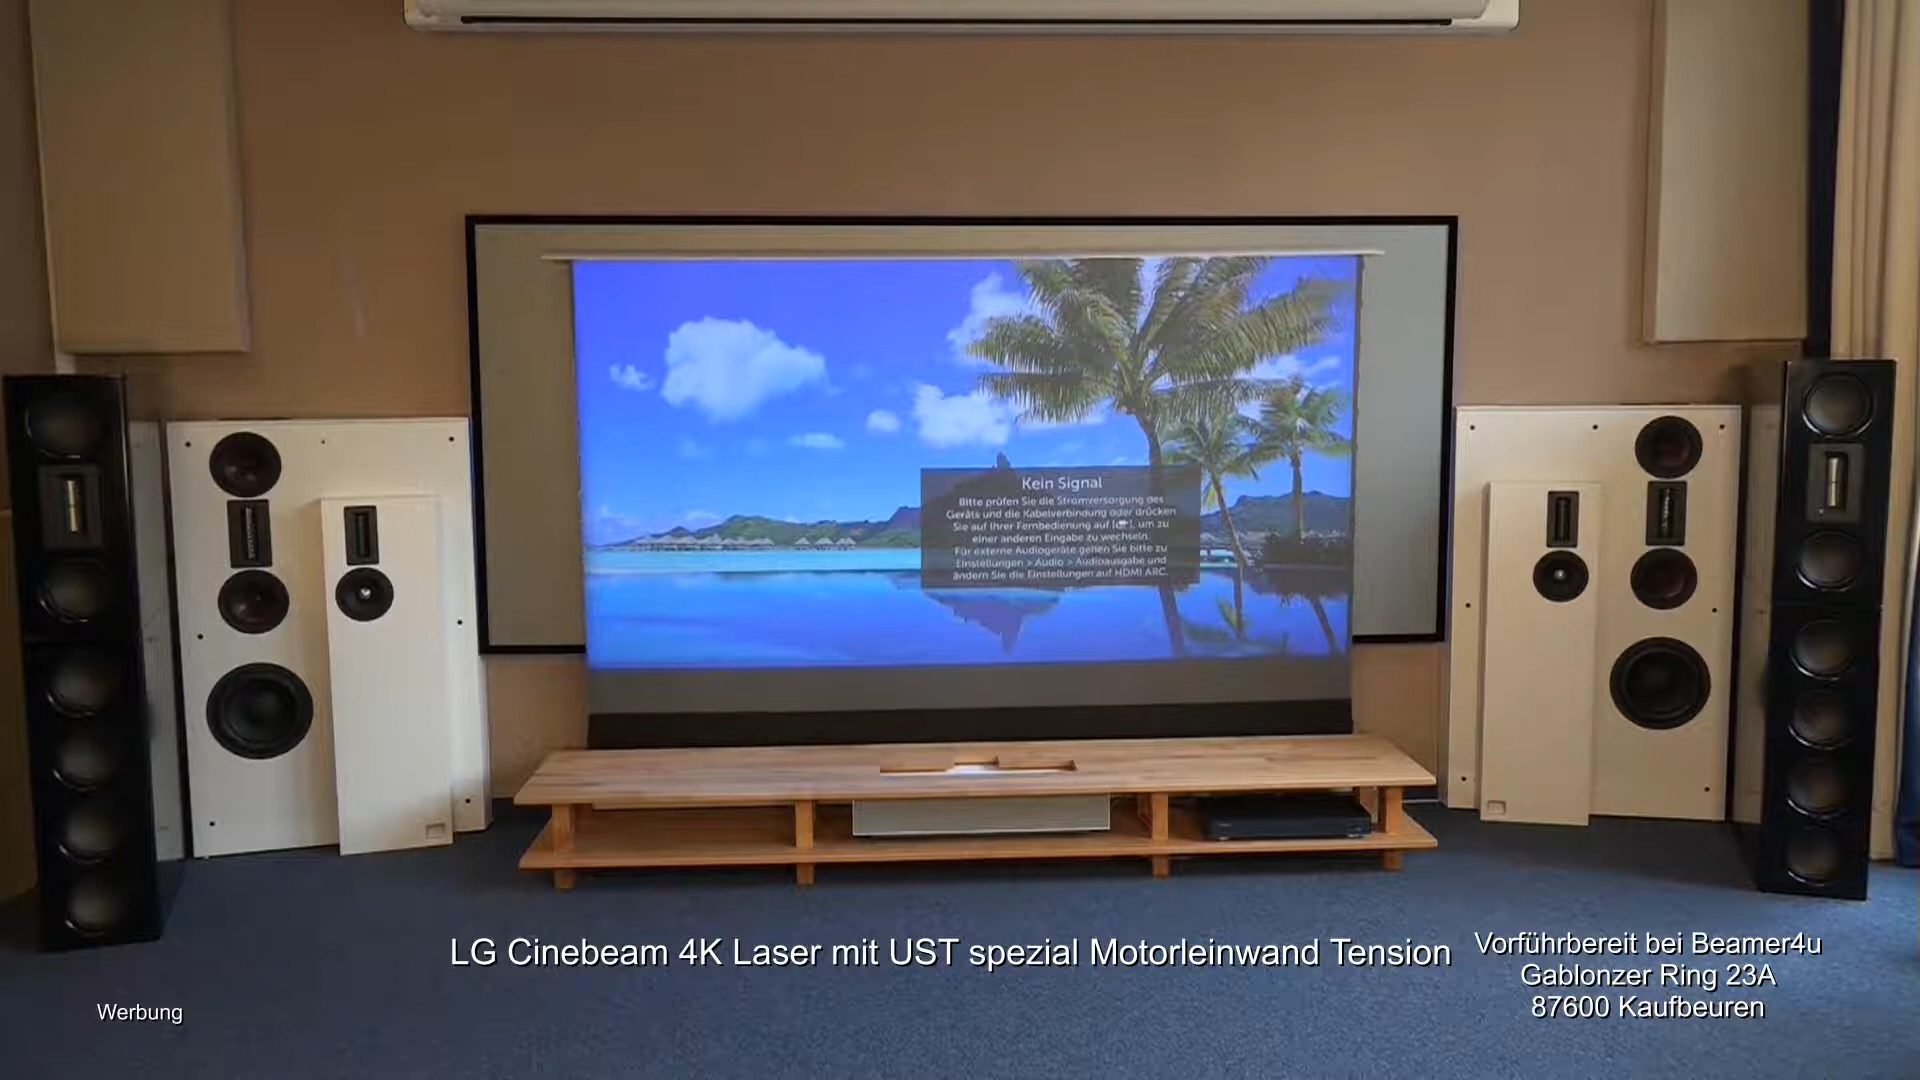 Kein Signal
Bitte prüfen Sie die Stromversorgung des
Geräts und die Kabelverbindung oder drücken
Sie auf Ihrer Fernbedienung auf [ ], um zu
einer anderen Eingabe zu wechseln.
Für externe Audiogeräte gehen Sie bitte zu
Einstellungen > Audio > Audioausgabe und
ändern Sie die Einstellungen auf HDMI ARC.
LG Cinebeam 4K Laser mit UST spezial Motorleinwand Tension
Vorführbereit bei Beamer4u
Gablonzer Ring 23A
87600 Kaufbeuren
Werbung